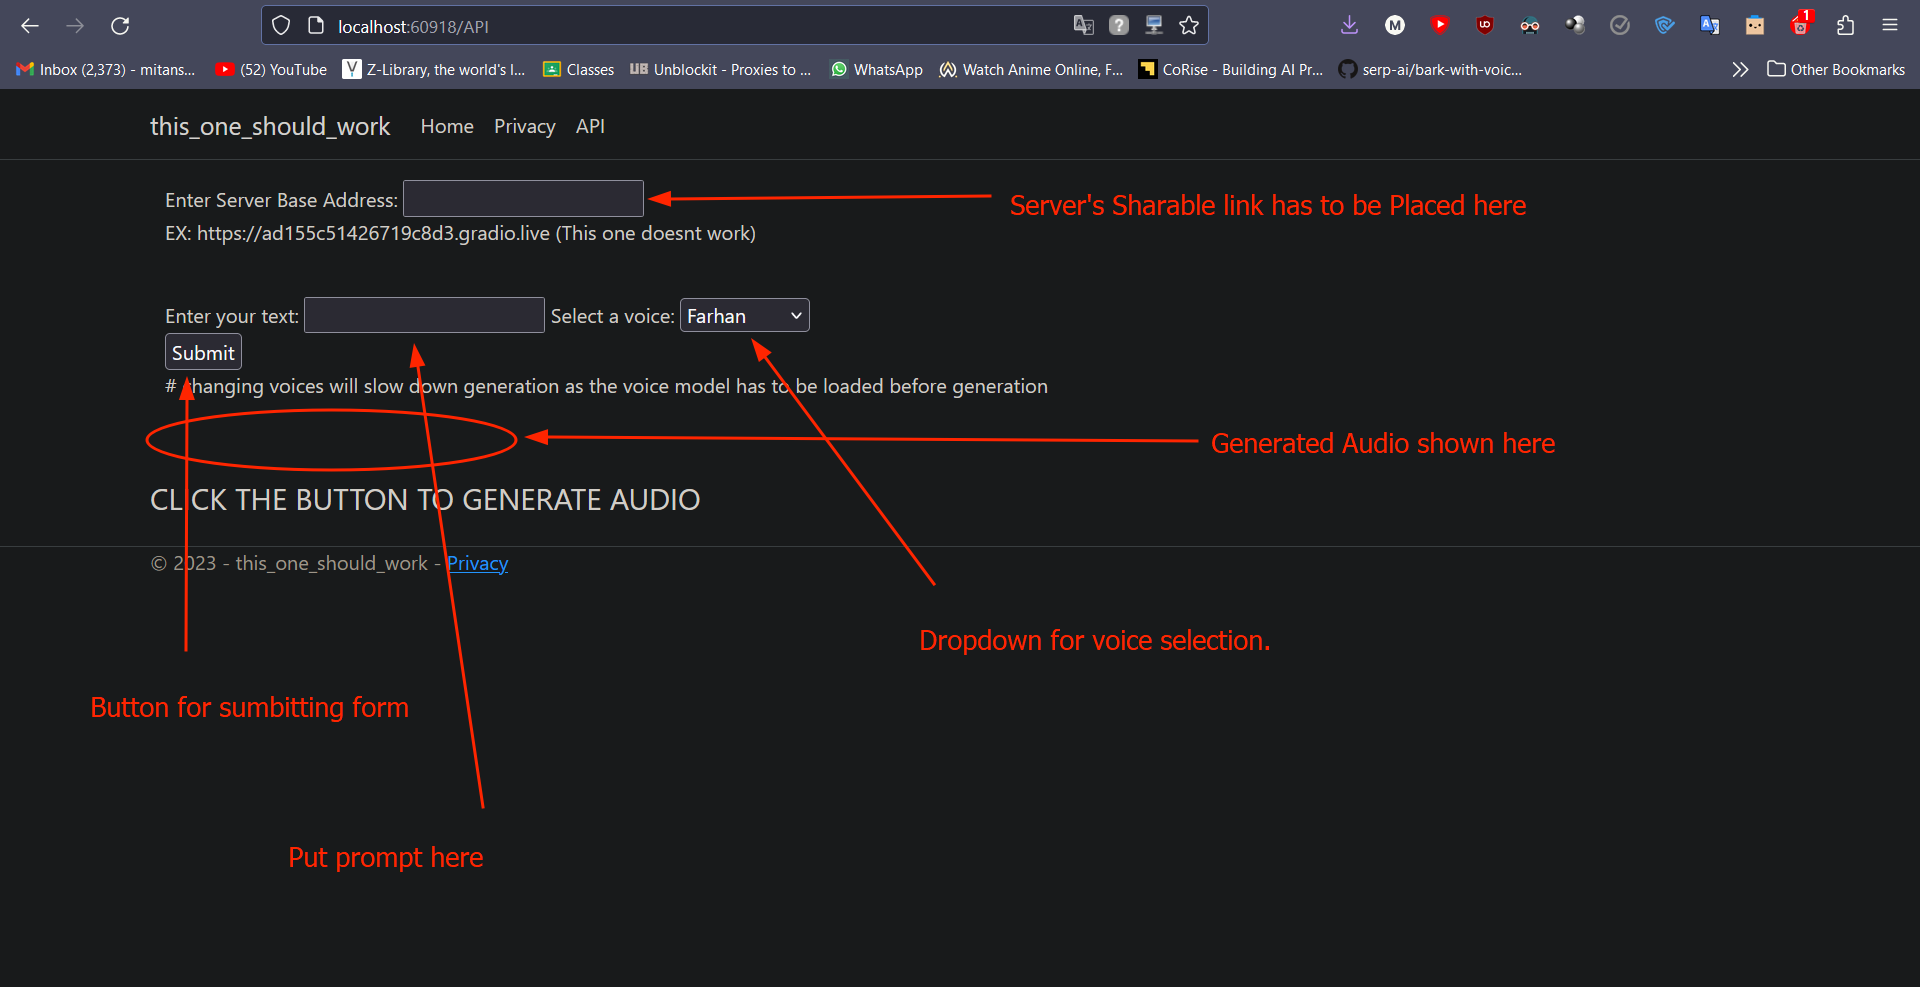 localhost:60918/API
1
Inbox (2,373) - mitans...
(52) YouTube
Z-Library, the world's l...
Classes
UB Unblockit - Proxies to ...
WhatsApp
Watch Anime Online, F...
CoRise - Building AI Pr...
serp-ai/bark-with-voic...
Other Bookmarks
this_one_should_work Home Privacy API
Enter Server Base Address:
Server's Sharable link has to be Placed here
EX: https://ad155c51426719c8d3.gradio.live (This one doesnt work)
Enter your text: Select a voice: Farhan
Submit
# changing voices will slow down generation as the voice model has to be loaded before generation
Generated Audio shown here
CLICK THE BUTTON TO GENERATE AUDIO
© 2023 - this_one_should_work - Privacy
Dropdown for voice selection.
Button for sumbitting form
Put prompt here